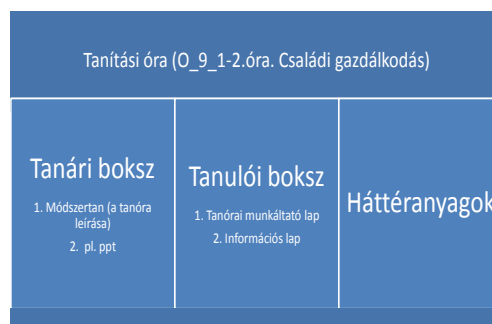 Tanítási óra (O_9_1-2.óra. Családi gazdálkodás)
Tanári boksz
1. Módszertan (a tanóra
leírása)
2. pl. ppt
Tanulói boksz
1. Tanórai munkáltató lap
2. Információs lap
Háttéranyagok